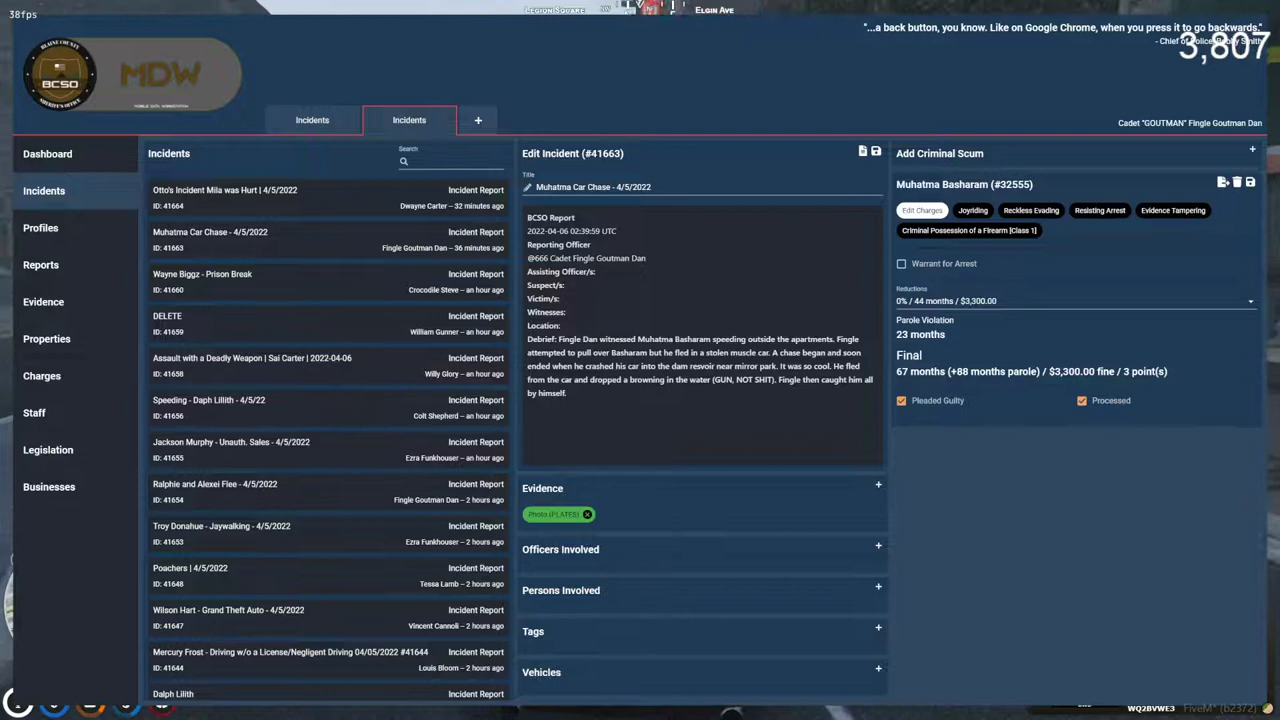 38fps
LEGION SQUARE
ELGIN AVE
"...a back button, you know. Like on Google Chrome, when you press it to go backwards."
- Chief of Police Bobby Smith
3,807
BLAINE COUNTY
BCSO
SHERIFF'S OFFICE
MDW
MOBILE DATA WORKSTATION
Incidents
Incidents
+
Cadet "GOUTMAN" Fingle Goutman Dan
Dashboard
Incidents
Profiles
Reports
Evidence
Properties
Charges
Staff
Legislation
Businesses
Incidents
Search
Otto's Incident Mila was Hurt | 4/5/2022 Incident Report
ID: 41664 Dwayne Carter – 32 minutes ago
Muhatma Car Chase - 4/5/2022 Incident Report
ID: 41663 Fingle Goutman Dan – 36 minutes ago
Wayne Biggz - Prison Break Incident Report
ID: 41660 Crocodile Steve – an hour ago
DELETE Incident Report
ID: 41659 William Gunner – an hour ago
Assault with a Deadly Weapon | Sai Carter | 2022-04-06 Incident Report
ID: 41658 Willy Glory – an hour ago
Speeding - Daph Lillith - 4/5/22 Incident Report
ID: 41656 Colt Shepherd – an hour ago
Jackson Murphy - Unauth. Sales - 4/5/2022 Incident Report
ID: 41655 Ezra Funkhouser – an hour ago
Ralphie and Alexei Flee - 4/5/2022 Incident Report
ID: 41654 Fingle Goutman Dan – 2 hours ago
Troy Donahue - Jaywalking - 4/5/2022 Incident Report
ID: 41653 Ezra Funkhouser – 2 hours ago
Poachers | 4/5/2022 Incident Report
ID: 41648 Tessa Lamb – 2 hours ago
Wilson Hart - Grand Theft Auto - 4/5/2022 Incident Report
ID: 41647 Vincent Cannoli – 2 hours ago
Mercury Frost - Driving w/o a License/Negligent Driving 04/05/2022 #41644 Incident Report
ID: 41644 Louis Bloom – 2 hours ago
Dalph Lilith Incident Report
Edit Incident (#41663)
Title
Muhatma Car Chase - 4/5/2022
BCSO Report
2022-04-06 02:39:59 UTC
Reporting Officer
@666 Cadet Fingle Goutman Dan
Assisting Officer/s:
Suspect/s:
Victim/s:
Witnesses:
Location:
Debrief: Fingle Dan witnessed Muhatma Basharam speeding outside the apartments. Fingle
attempted to pull over Basharam but he fled in a stolen muscle car. A chase began and soon
ended when he crashed his car into the dam resvoir near mirror park. It was so cool. He fled
from the car and dropped a browning in the water (GUN, NOT SHIT). Fingle then caught him all
by himself.
Evidence +
Photo (PLATES)
Officers Involved +
Persons Involved +
Tags +
Vehicles +
Add Criminal Scum +
Muhatma Basharam (#32555)
Edit Charges Joyriding Reckless Evading Resisting Arrest Evidence Tampering
Criminal Possession of a Firearm [Class 1]
Warrant for Arrest
Reductions
0% / 44 months / $3,300.00
Parole Violation
23 months
Final
67 months (+88 months parole) / $3,300.00 fine / 3 point(s)
Pleaded Guilty Processed
WQ2BVWE3
FiveM* (b2372)